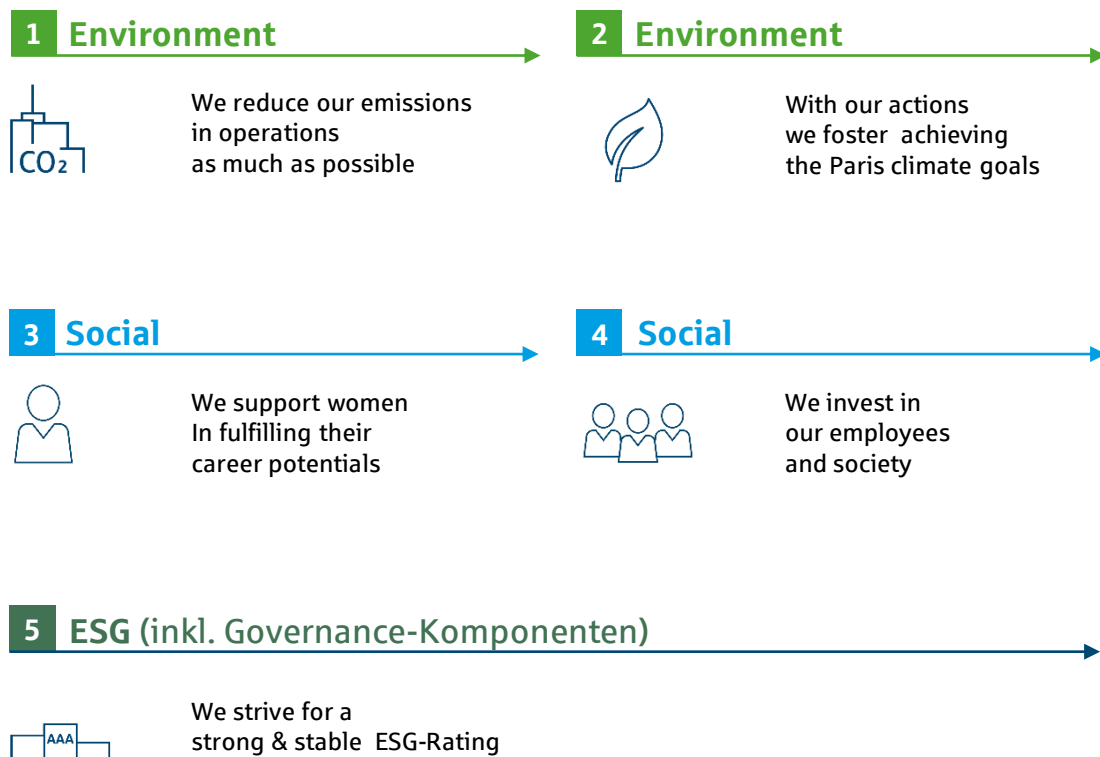 1 Environment
We reduce our emissions
in operations
as much as possible
CO2
2 Environment
With our actions
we foster achieving
the Paris climate goals
3 Social
We support women
In fulfilling their
career potentials
4 Social
We invest in
our employees
and society
5 ESG (inkl. Governance-Komponenten)
We strive for a
strong & stable ESG-Rating
AAA